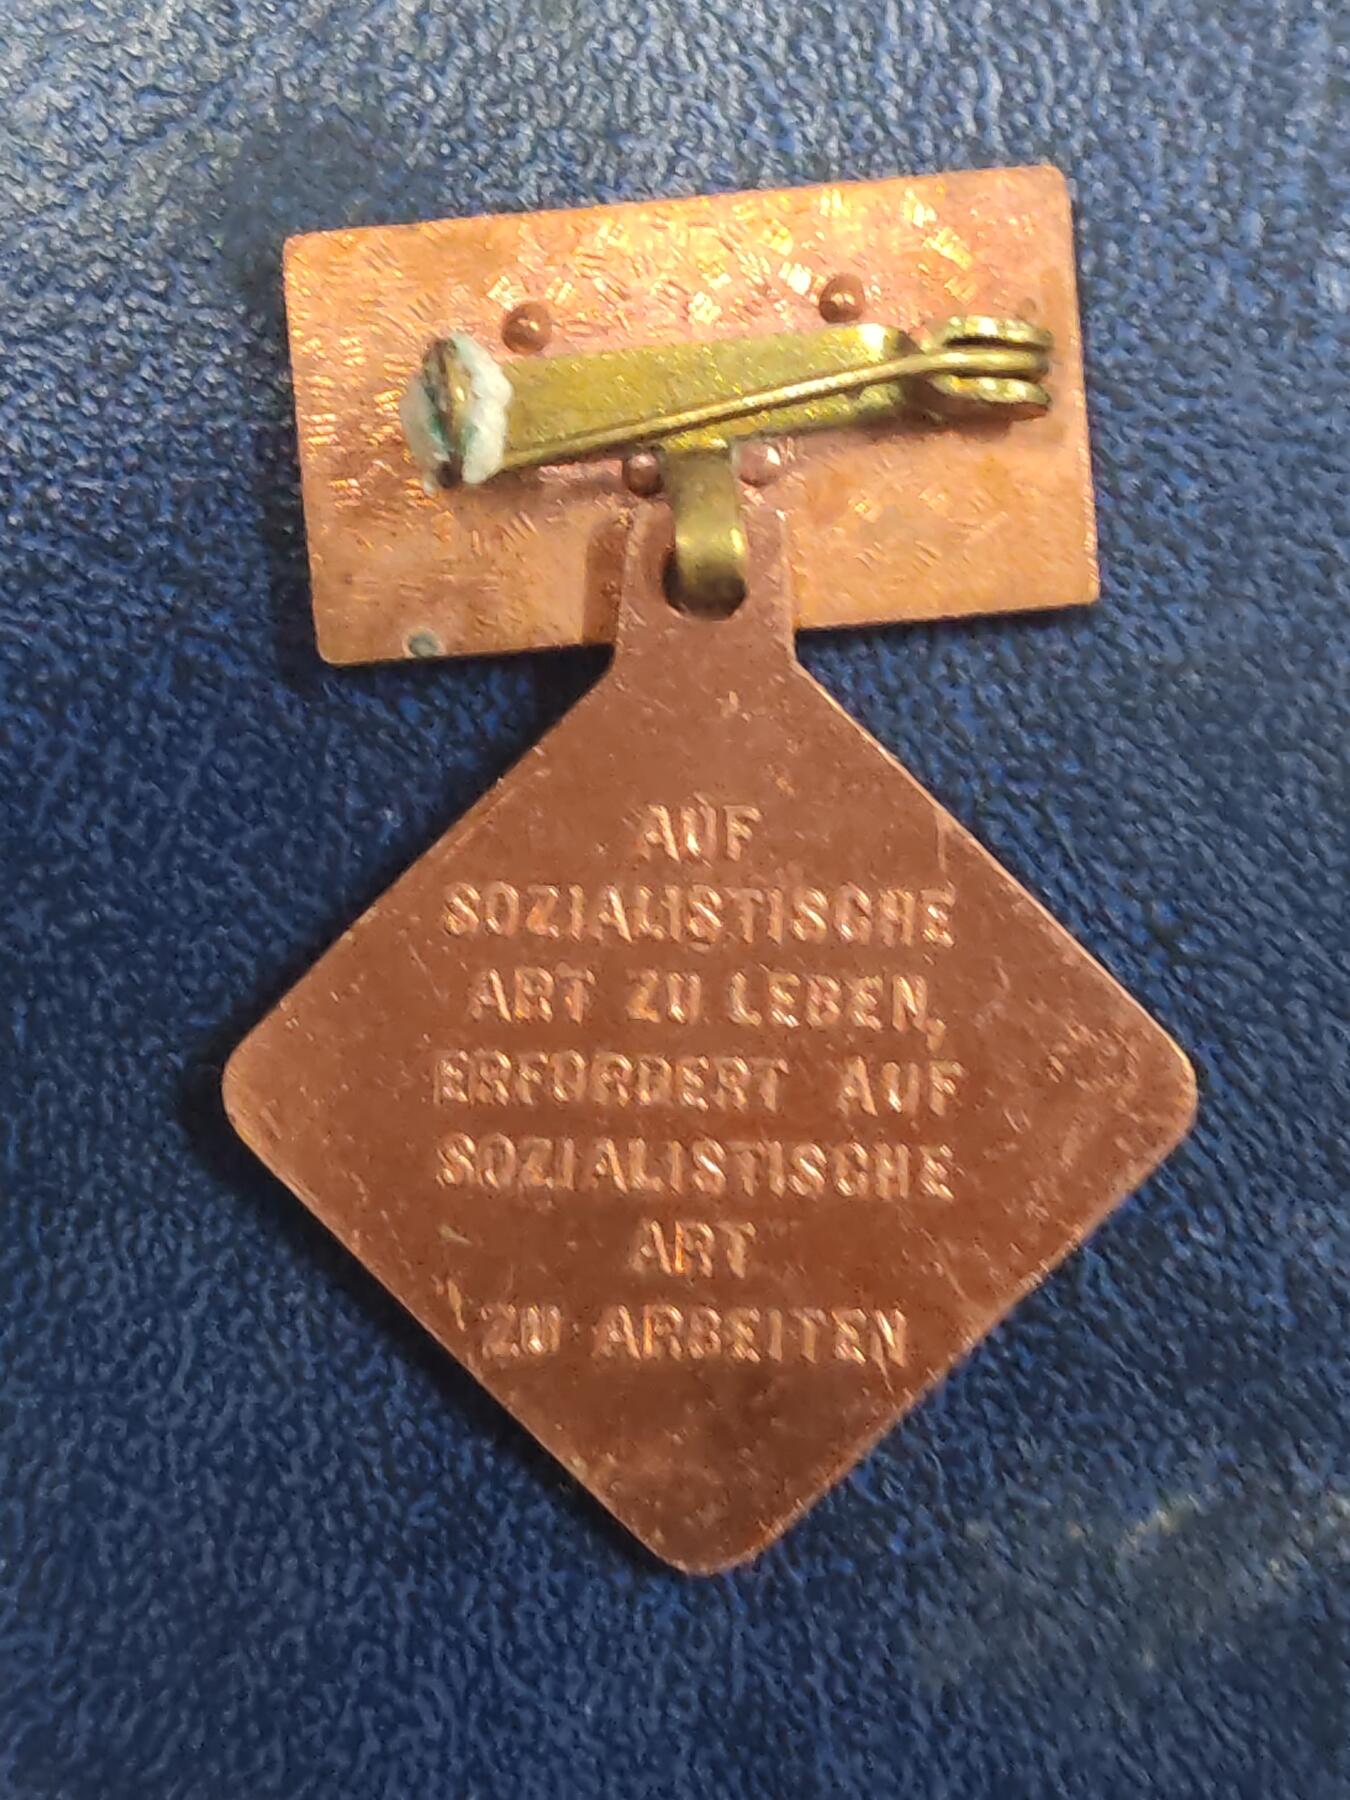 AUF
SOZIALISTISCHE
ART ZU LEBEN,
ERFORDERT AUF
SOZIALISTISCHE
ART
ZU ARBEITEN